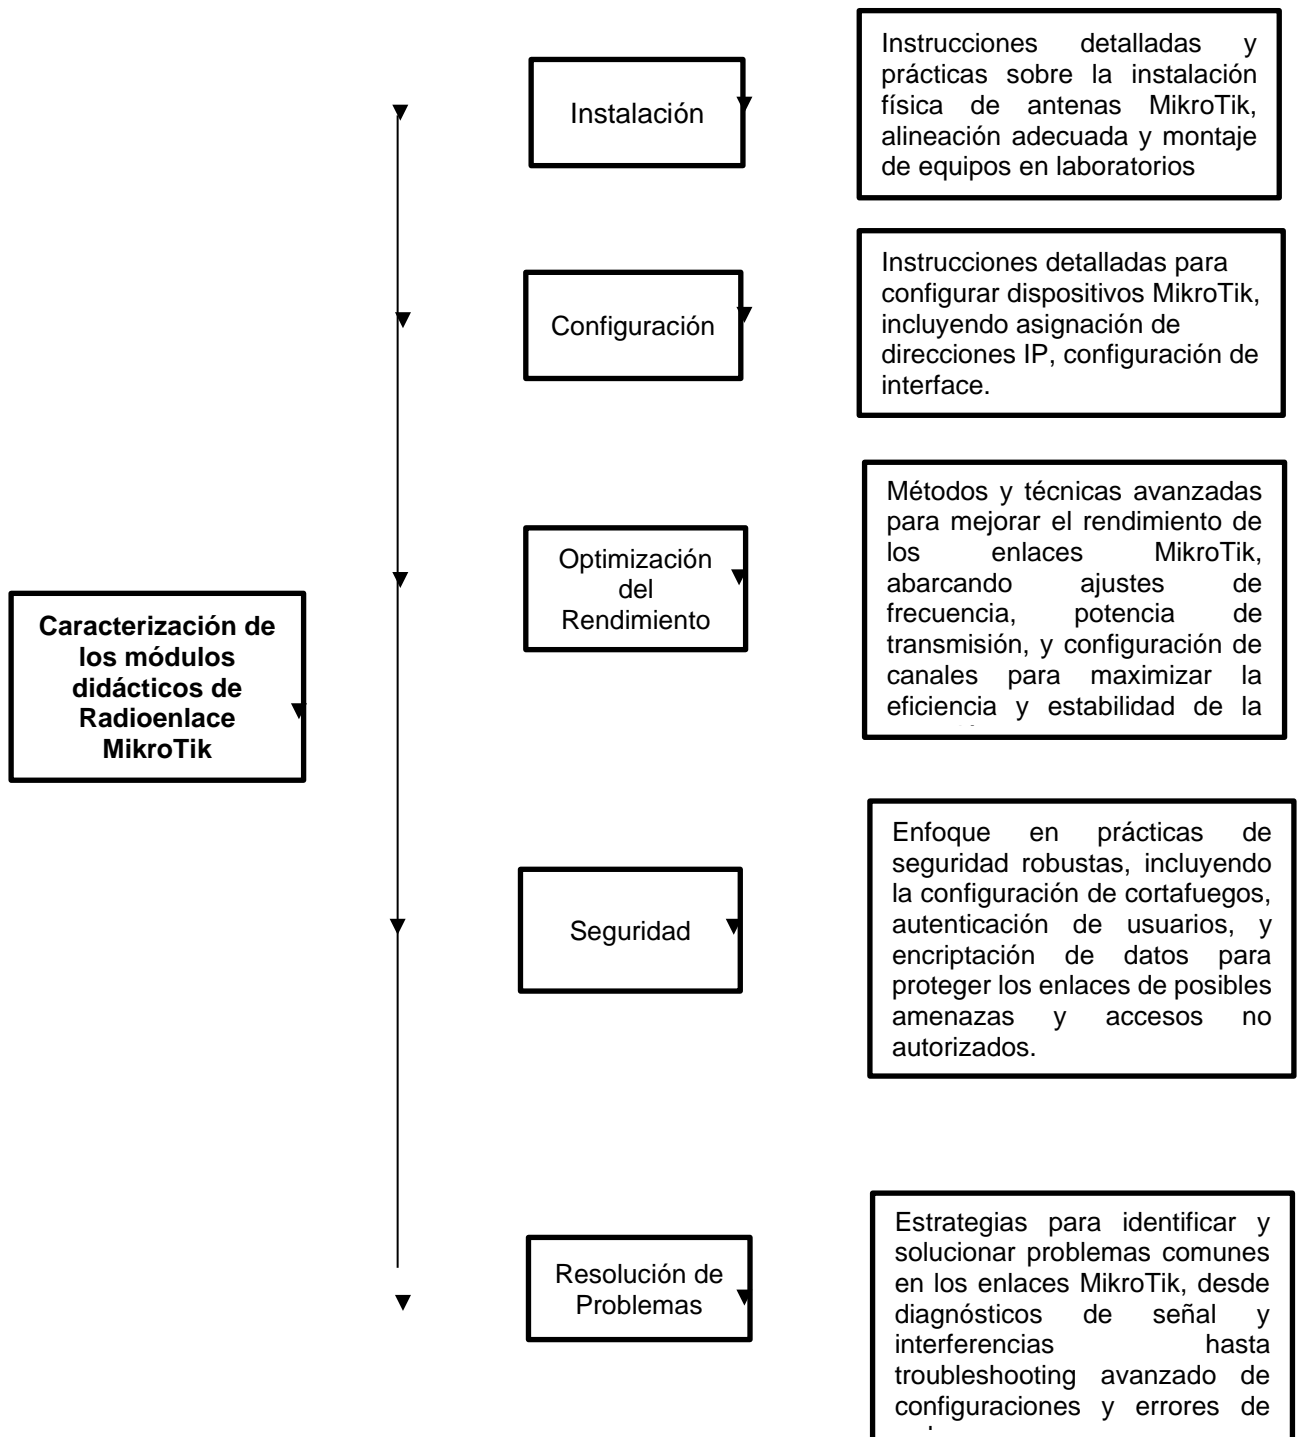 Instalación
Instrucciones detalladas y
prácticas sobre la instalación
física de antenas MikroTik,
alineación adecuada y montaje
de equipos en laboratorios
Configuración
Instrucciones detalladas para
configurar dispositivos MikroTik,
incluyendo asignación de
direcciones IP, configuración de
interface.
Optimización
del
Rendimiento
Métodos y técnicas avanzadas
para mejorar el rendimiento de
los enlaces MikroTik,
abarcando ajustes de
frecuencia, potencia de
transmisión, y configuración de
canales para maximizar la
eficiencia y estabilidad de la
Caracterización de
los módulos
didácticos de
Radioenlace
MikroTik
Seguridad
Enfoque en prácticas de
seguridad robustas, incluyendo
la configuración de cortafuegos,
autenticación de usuarios, y
encriptación de datos para
proteger los enlaces de posibles
amenazas y accesos no
autorizados.
Resolución de
Problemas
Estrategias para identificar y
solucionar problemas comunes
en los enlaces MikroTik, desde
diagnósticos de señal y
interferencias hasta
troubleshooting avanzado de
configuraciones y errores de